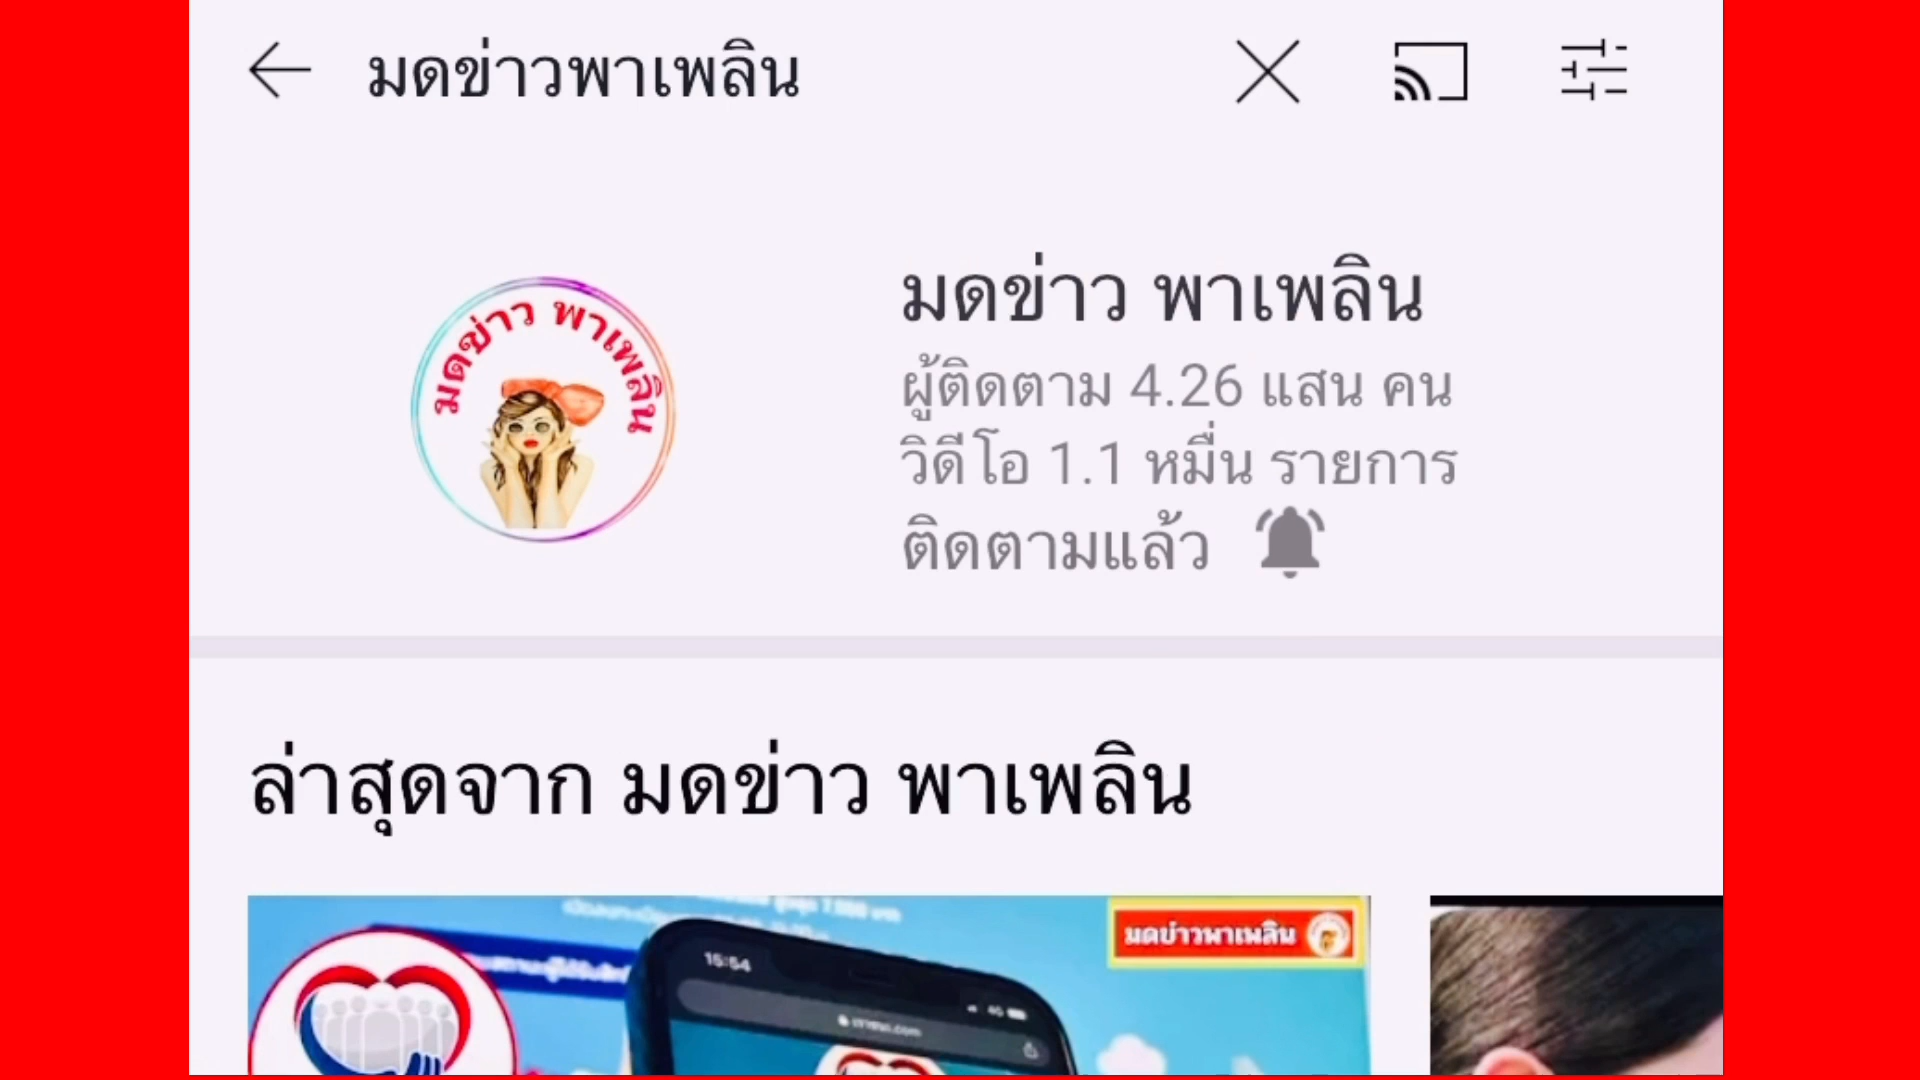 มดข่าวพาเพลิน
มดข่าว พาเพลิน
มดข่าว พาเพลิน
ผู้ติดตาม 4.26 แสน คน
วิดีโอ 1.1 หมื่น รายการ
ติดตามแล้ว
ล่าสุดจาก มดข่าว พาเพลิน
มดข่าวพาเพลิน
15:54
4G